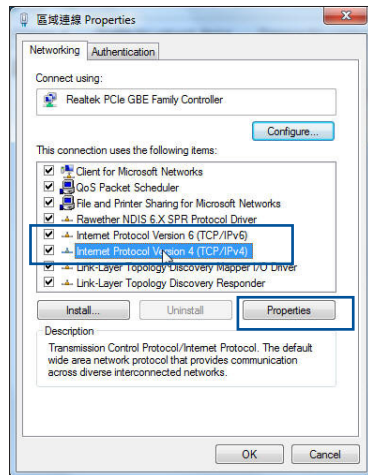 區域連線 Properties
Networking Authentication
Connect using:
Realtek PCIe GBE Family Controller
Configure...
This connection uses the following items:
Client for Microsoft Networks
QoS Packet Scheduler
File and Printer Sharing for Microsoft Networks
Rawether NDIS 6.X SPR Protocol Driver
Internet Protocol Version 6 (TCP/IPv6)
Internet Protocol Version 4 (TCP/IPv4)
Link-Layer Topology Discovery Mapper I/O Driver
Link-Layer Topology Discovery Responder
Install... Uninstall Properties
Description
Transmission Control Protocol/Internet Protocol. The default
wide area network protocol that provides communication
across diverse interconnected networks.
OK Cancel